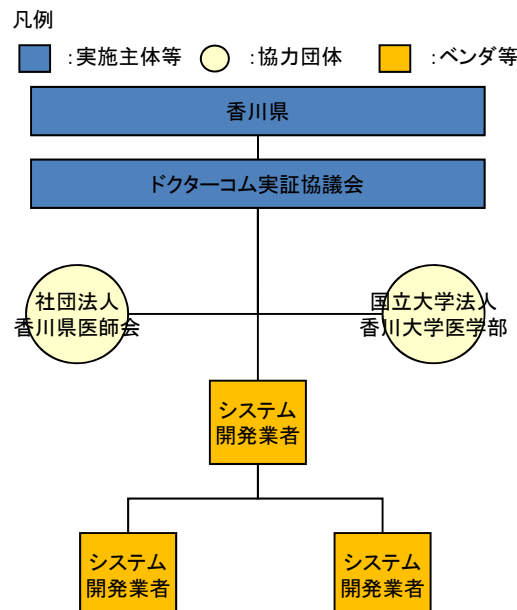 凡例
:実施主体等 :協力団体 :ベンダ等
香川県
ドクターコム実証協議会
社団法人
香川県医師会
国立大学法人
香川大学医学部
システム
開発業者
システム
開発業者
システム
開発業者